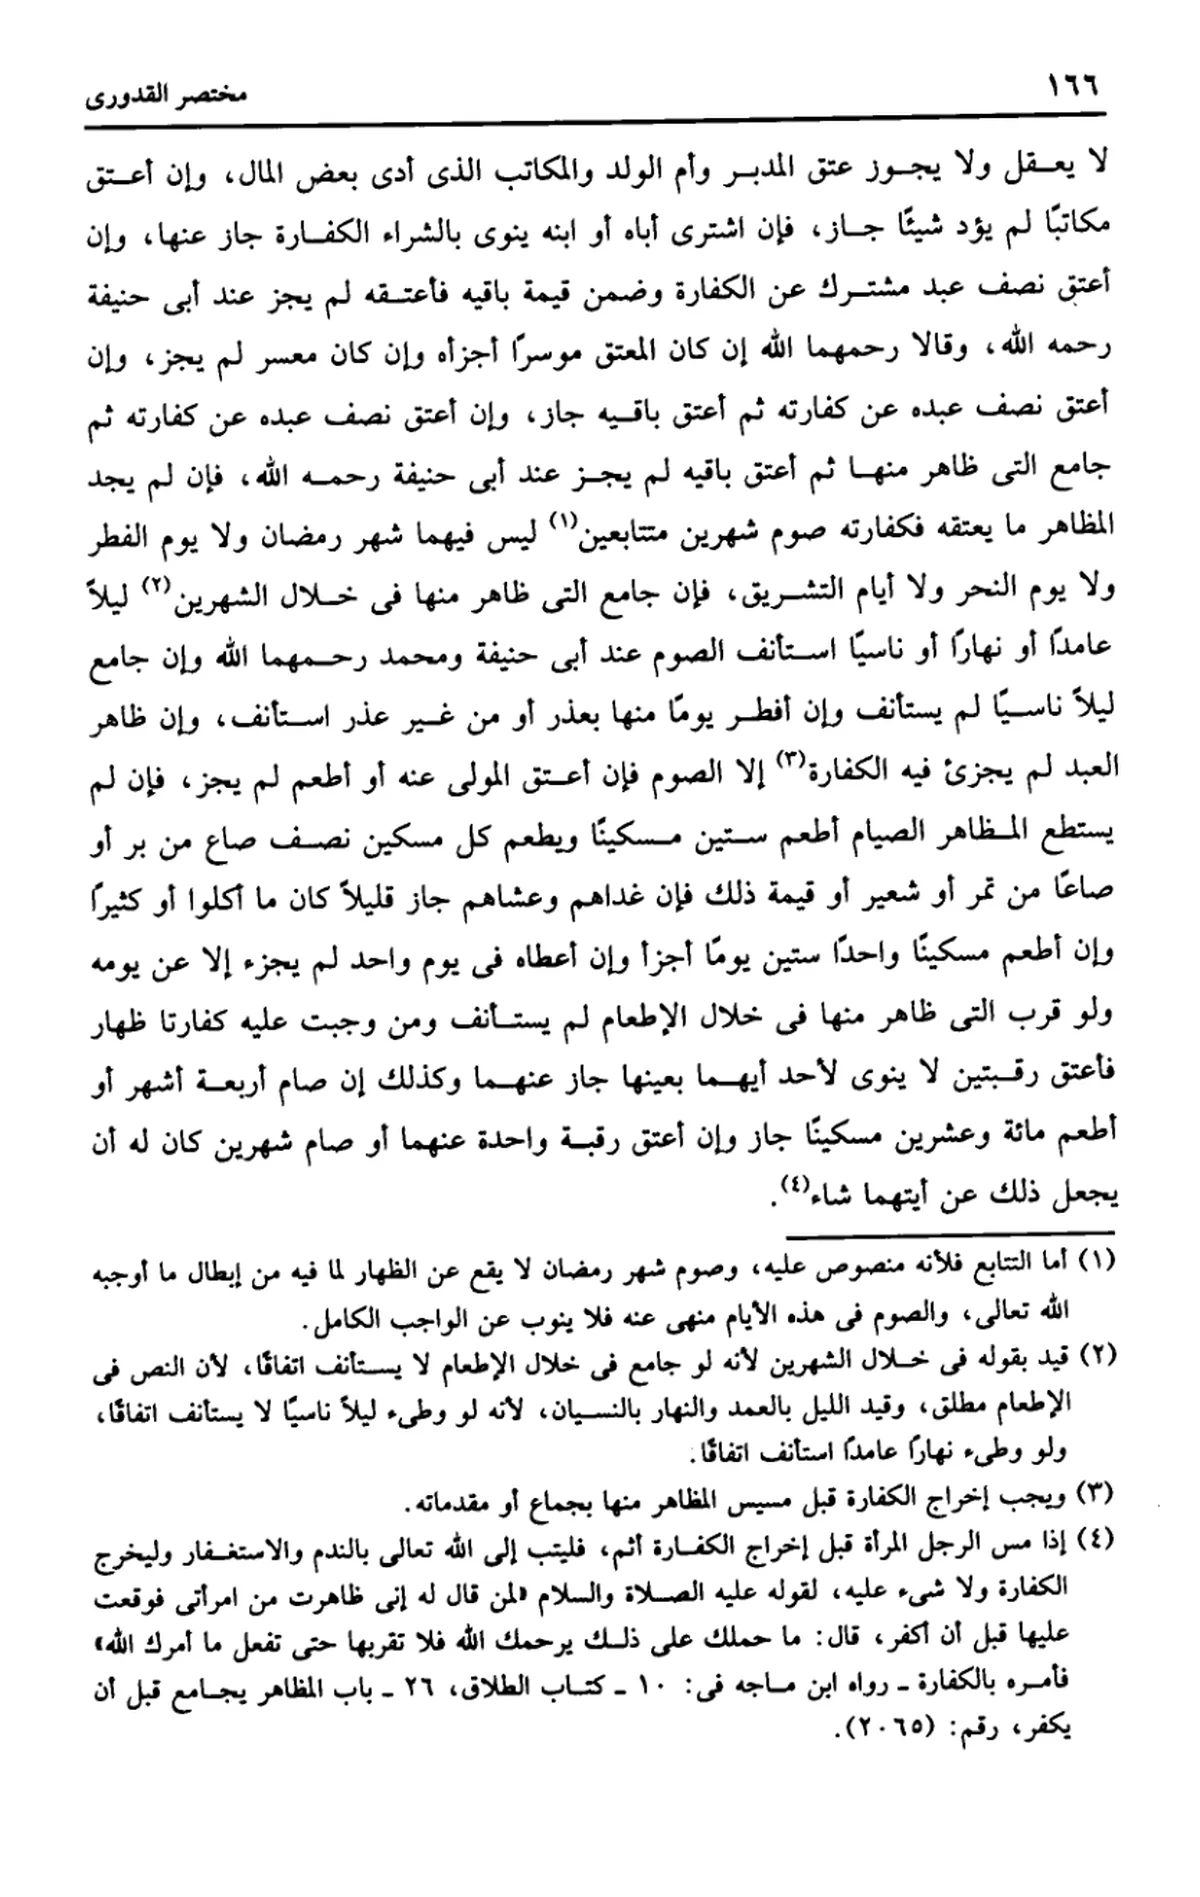 ١٦٦
مختصر القدورى
لا يعقل ولا يجوز عتق المدبر وأم الولد والمكاتب الذى أدى بعض المال، وإن أعتق
مكاتبًا لم يؤد شيئًا جاز، فإن اشترى أباه أو ابنه ينوى بالشراء الكفارة جاز عنها، وإن
أعتق نصف عبد مشترك عن الكفارة وضمن قيمة باقيه فأعتقه لم يجز عند أبى حنيفة
رحمه الله، وقالا رحمهما الله إن كان المعتق موسرًا أجزأه وإن كان معسر لم يجز، وإن
أعتق نصف عبده عن كفارته ثم أعتق باقيه جاز، وإن أعتق نصف عبده عن كفارته ثم
جامع التى ظاهر منها ثم أعتق باقيه لم يجز عند أبى حنيفة رحمه الله، فإن لم يجد
المظاهر ما يعتقه فكفارته صوم شهرين متتابعين(١) ليس فيهما شهر رمضان ولا يوم الفطر
ولا يوم النحر ولا أيام التشريق، فإن جامع التى ظاهر منها فى خلال الشهرين(٢) ليلاً
عامدًا أو نهارًا أو ناسيًا استأنف الصوم عند أبى حنيفة ومحمد رحمهما الله وإن جامع
ليلاً ناسيًا لم يستأنف وإن أفطر يومًا منها بعذر أو من غير عذر استأنف، وإن ظاهر
العبد لم يجزئ فيه الكفارة(٣) إلا الصوم فإن أعتق المولى عنه أو أطعم لم يجز، فإن لم
يستطع المظاهر الصيام أطعم ستين مسكينًا ويطعم كل مسكين نصف صاع من بر أو
صاعًا من تمر أو شعير أو قيمة ذلك فإن غداهم وعشاهم جاز قليلاً كان ما أكلوا أو كثيرًا
وإن أطعم مسكينًا واحدًا ستين يومًا أجزأ وإن أعطاه فى يوم واحد لم يجزء إلا عن يومه
ولو قرب التى ظاهر منها فى خلال الإطعام لم يستأنف ومن وجبت عليه كفارتا ظهار
فأعتق رقبتين لا ينوى لأحد أيهما بعينها جاز عنهما وكذلك إن صام أربعة أشهر أو
أطعم مائة وعشرين مسكينًا جاز وإن أعتق رقبة واحدة عنهما أو صام شهرين كان له أن
يجعل ذلك عن أيتهما شاء(٤).
(١) أما التتابع فلأنه منصوص عليه، وصوم شهر رمضان لا يقع عن الظهار لما فيه من إبطال ما أوجبه
الله تعالى، والصوم فى هذه الأيام منهى عنه فلا ينوب عن الواجب الكامل.
(٢) قيد بقوله فى خلال الشهرين لأنه لو جامع فى خلال الإطعام لا يستأنف اتفاقًا، لأن النص فى
الإطعام مطلق، وقيد الليل بالعمد والنهار بالنسيان، لأنه لو وطىء ليلاً ناسيًا لا يستأنف اتفاقًا،
ولو وطىء نهارًا عامدًا استأنف اتفاقًا.
(٣) ويجب إخراج الكفارة قبل مسيس المظاهر منها بجماع أو مقدماته.
(٤) إذا مس الرجل المرأة قبل إخراج الكفارة أثم، فليتب إلى الله تعالى بالندم والاستغفار وليخرج
الكفارة ولا شىء عليه، لقوله عليه الصلاة والسلام «لمن قال له إنى ظاهرت من امرأتى فوقعت
عليها قبل أن أكفر، قال: ما حملك على ذلك يرحمك الله فلا تقربها حتى تفعل ما أمرك الله»
فأمره بالكفارة ـ رواه ابن ماجه فى: ١٠ ـ كتاب الطلاق، ٢٦ ـ باب المظاهر يجامع قبل أن
يكفر، رقم: (٢٠٦٥).